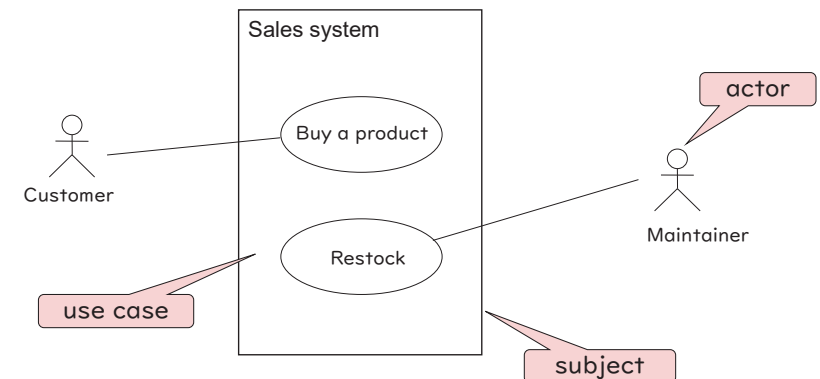 Sales system
actor
Buy a product
Customer
Maintainer
Restock
use case
subject